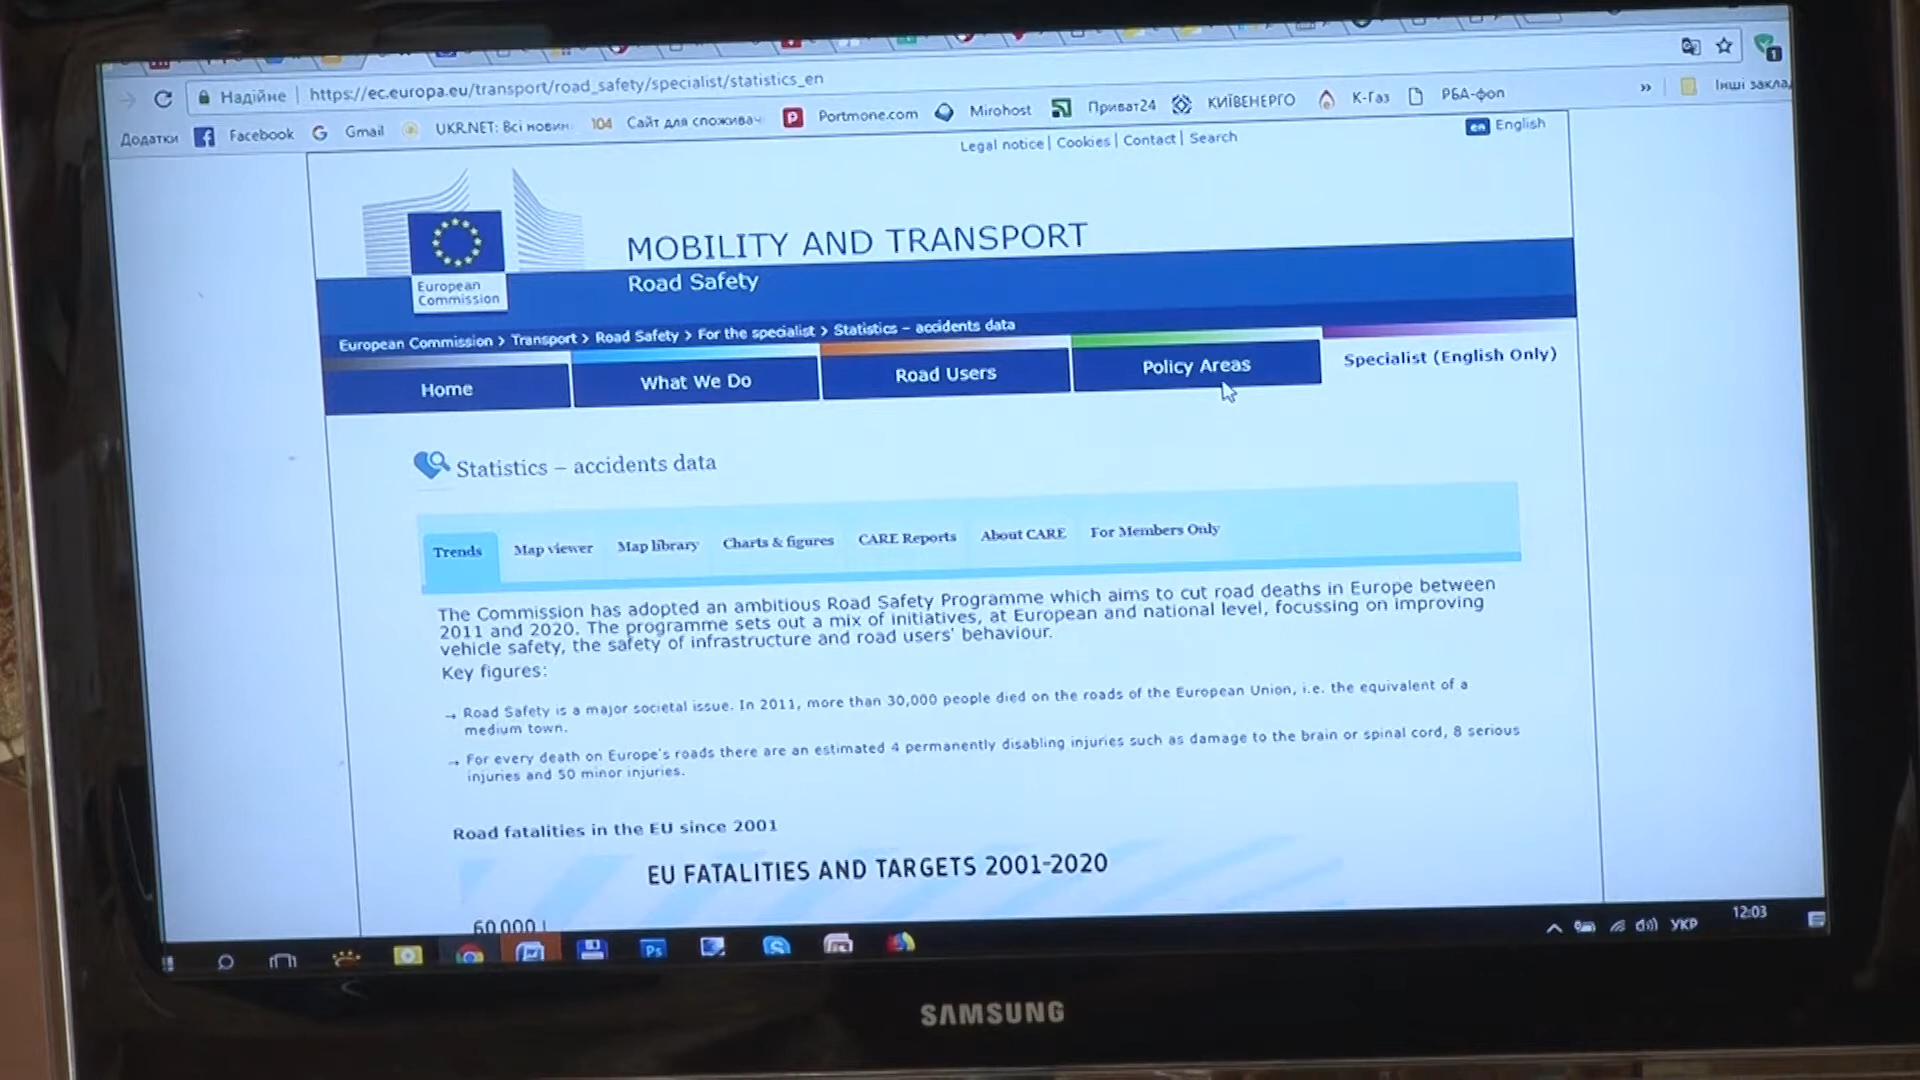 Надійне | https://ec.europa.eu/transport/road_safety/specialist/statistics_en
Додатки Facebook Gmail UKR.NET: Всі новин 104 Сайт для споживач Portmone.com Mirohost Приват24 КИЇВЕНЕРГО К-Газ РБА-фоп » Інші заклад
Legal notice | Cookies | Contact | Search
en English
MOBILITY AND TRANSPORT
European
Commission
Road Safety
European Commission > Transport > Road Safety > For the specialist > Statistics – accidents data
Home What We Do Road Users Policy Areas Specialist (English Only)
Statistics – accidents data
Trends Map viewer Map library Charts & figures CARE Reports About CARE For Members Only
The Commission has adopted an ambitious Road Safety Programme which aims to cut road deaths in Europe between
2011 and 2020. The programme sets out a mix of initiatives, at European and national level, focussing on improving
vehicle safety, the safety of infrastructure and road users' behaviour.
Key figures:
→ Road Safety is a major societal issue. In 2011, more than 30,000 people died on the roads of the European Union, i.e. the equivalent of a
medium town.
→ For every death on Europe's roads there are an estimated 4 permanently disabling injuries such as damage to the brain or spinal cord, 8 serious
injuries and 50 minor injuries.
Road fatalities in the EU since 2001
EU FATALITIES AND TARGETS 2001-2020
60 000
Ps
УКР 12:03
SAMSUNG